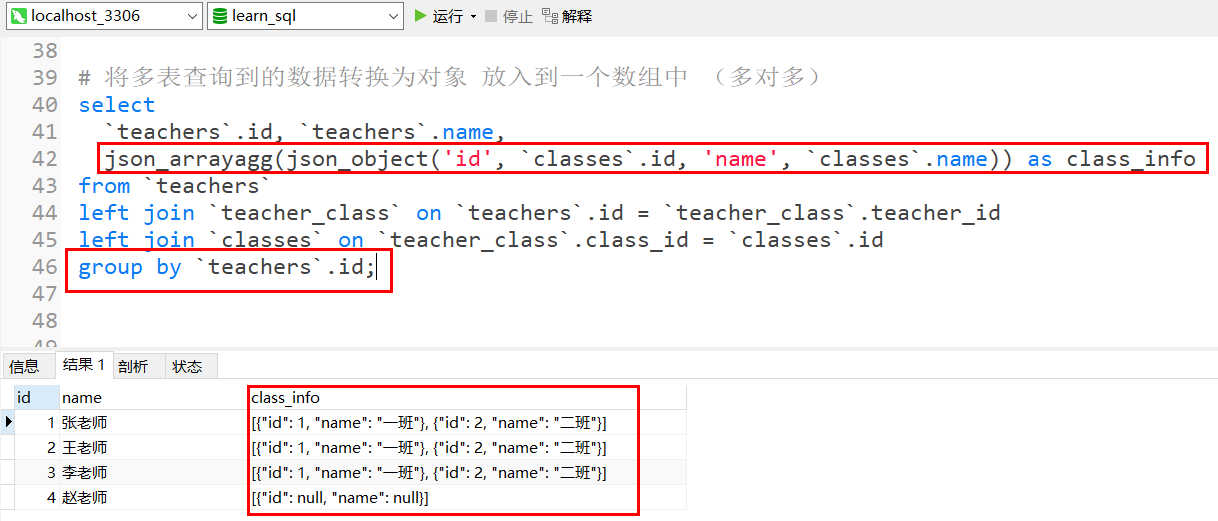 localhost_3306 learn_sql 运行 停止 解释
38
39 # 将多表查询到的数据转换为对象 放入到一个数组中 （多对多）
40 select
41 `teachers`.id, `teachers`.name,
42 json_arrayagg(json_object('id', `classes`.id, 'name', `classes`.name)) as class_info
43 from `teachers`
44 left join `teacher_class` on `teachers`.id = `teacher_class`.teacher_id
45 left join `classes` on `teacher_class`.class_id = `classes`.id
46 group by `teachers`.id;
47
48
49
信息 结果 1 剖析 状态
id name class_info
1 张老师 [{"id": 1, "name": "一班"}, {"id": 2, "name": "二班"}]
2 王老师 [{"id": 1, "name": "一班"}, {"id": 2, "name": "二班"}]
3 李老师 [{"id": 1, "name": "一班"}, {"id": 2, "name": "二班"}]
4 赵老师 [{"id": null, "name": null}]